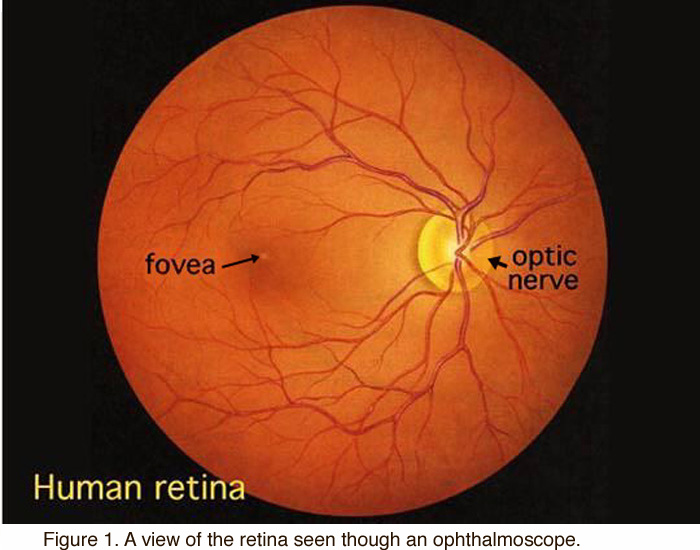 fovea
optic
nerve
Human retina
Figure 1. A view of the retina seen though an ophthalmoscope.